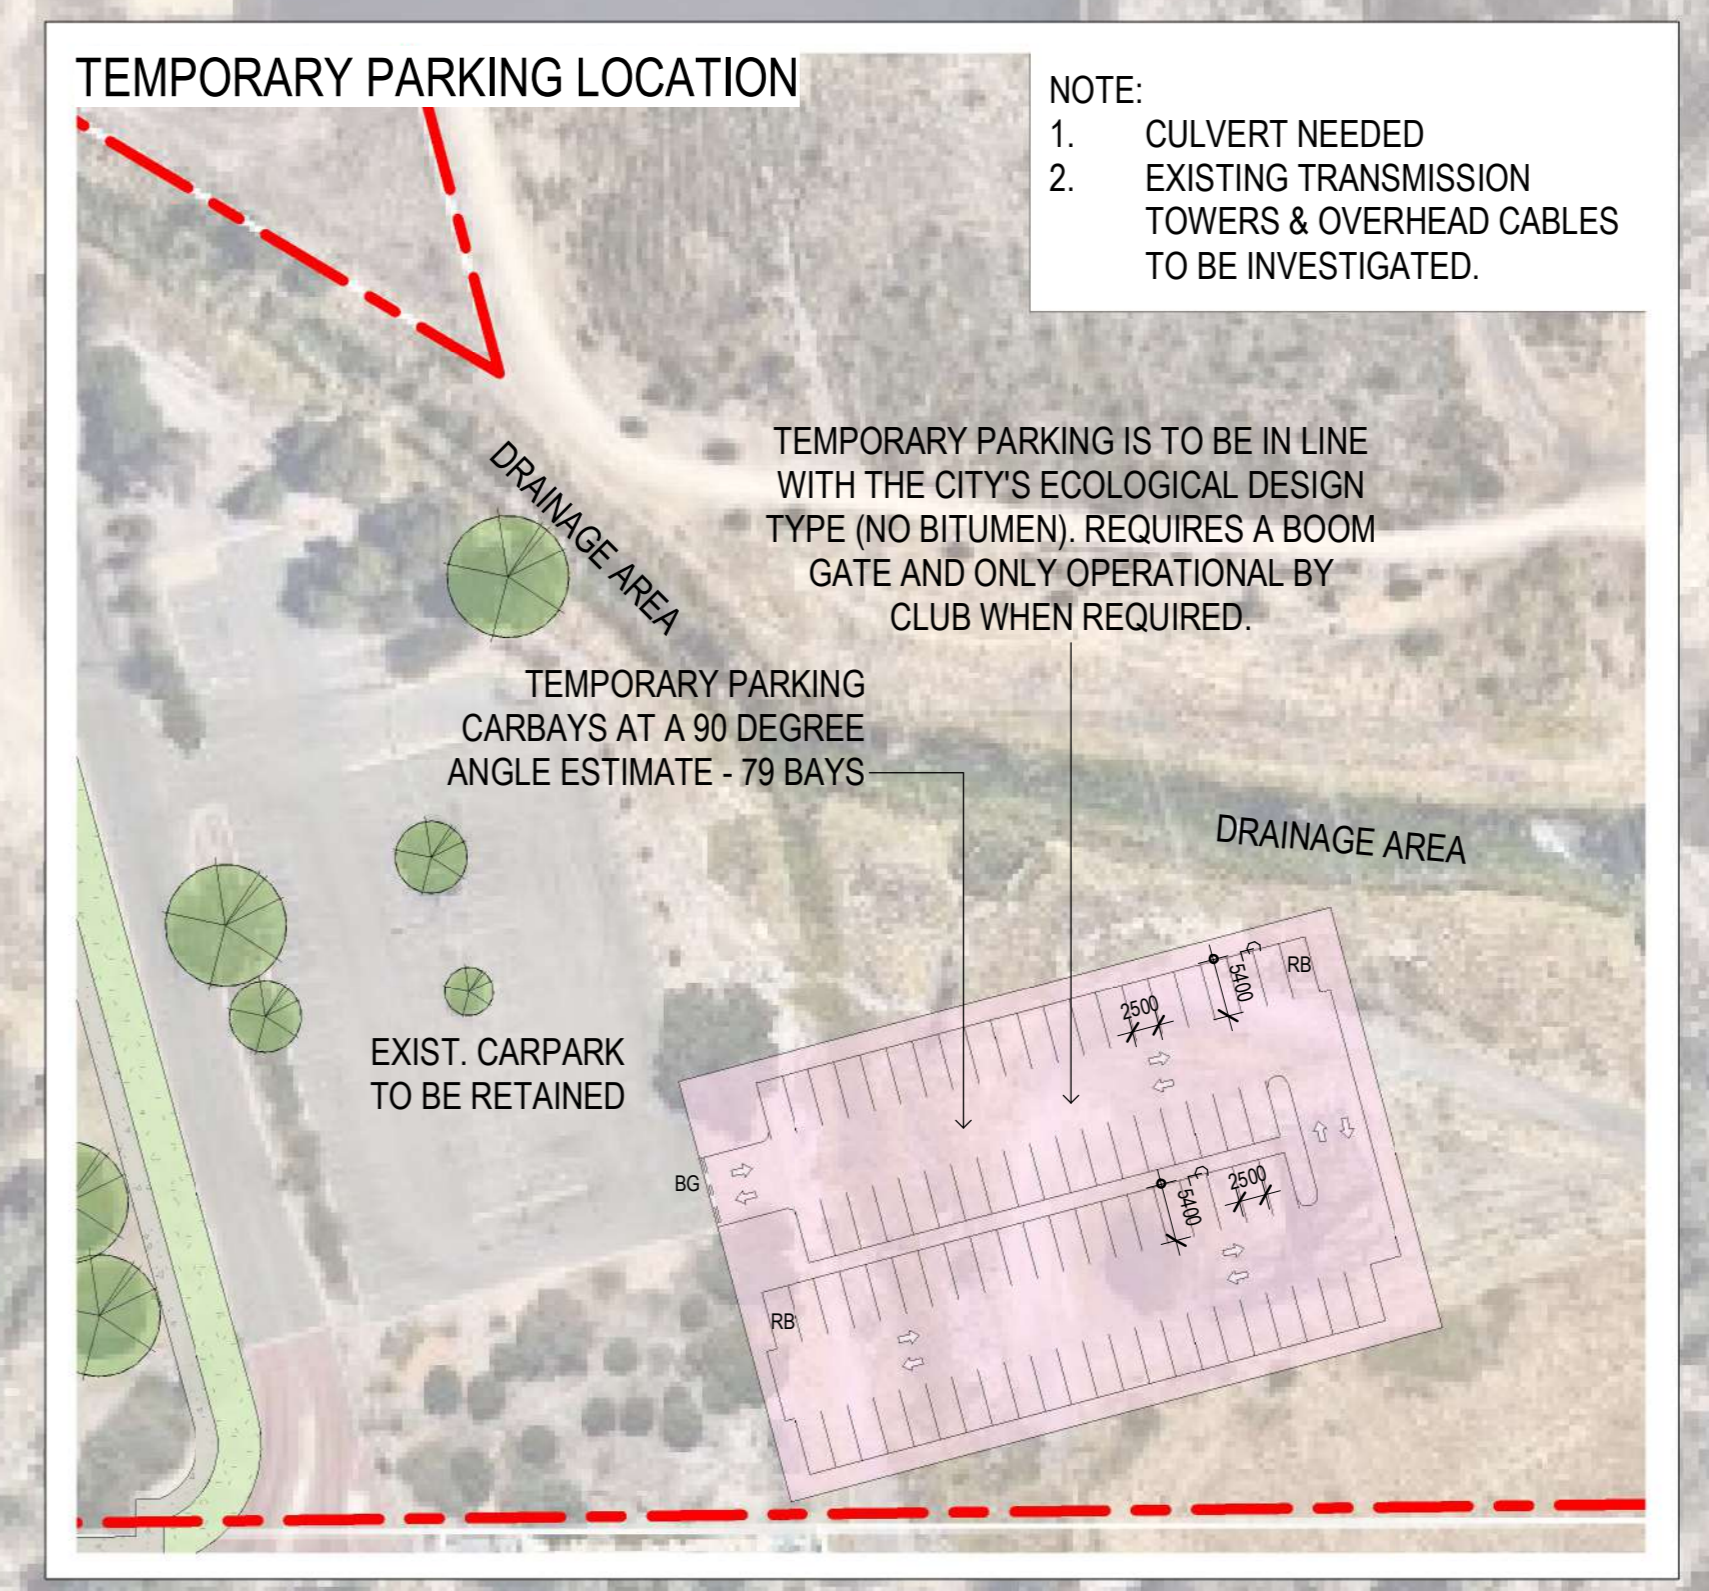 TEMPORARY PARKING LOCATION
NOTE:
1. CULVERT NEEDED
2. EXISTING TRANSMISSION
TOWERS & OVERHEAD CABLES
TO BE INVESTIGATED.
DRAINAGE AREA
TEMPORARY PARKING IS TO BE IN LINE
WITH THE CITY'S ECOLOGICAL DESIGN
TYPE (NO BITUMEN). REQUIRES A BOOM
GATE AND ONLY OPERATIONAL BY
CLUB WHEN REQUIRED.
TEMPORARY PARKING
CARBAYS AT A 90 DEGREE
ANGLE ESTIMATE - 79 BAYS
DRAINAGE AREA
EXIST. CARPARK
TO BE RETAINED
RB
CL
5400
2500
BG
CL
5400
2500
RB